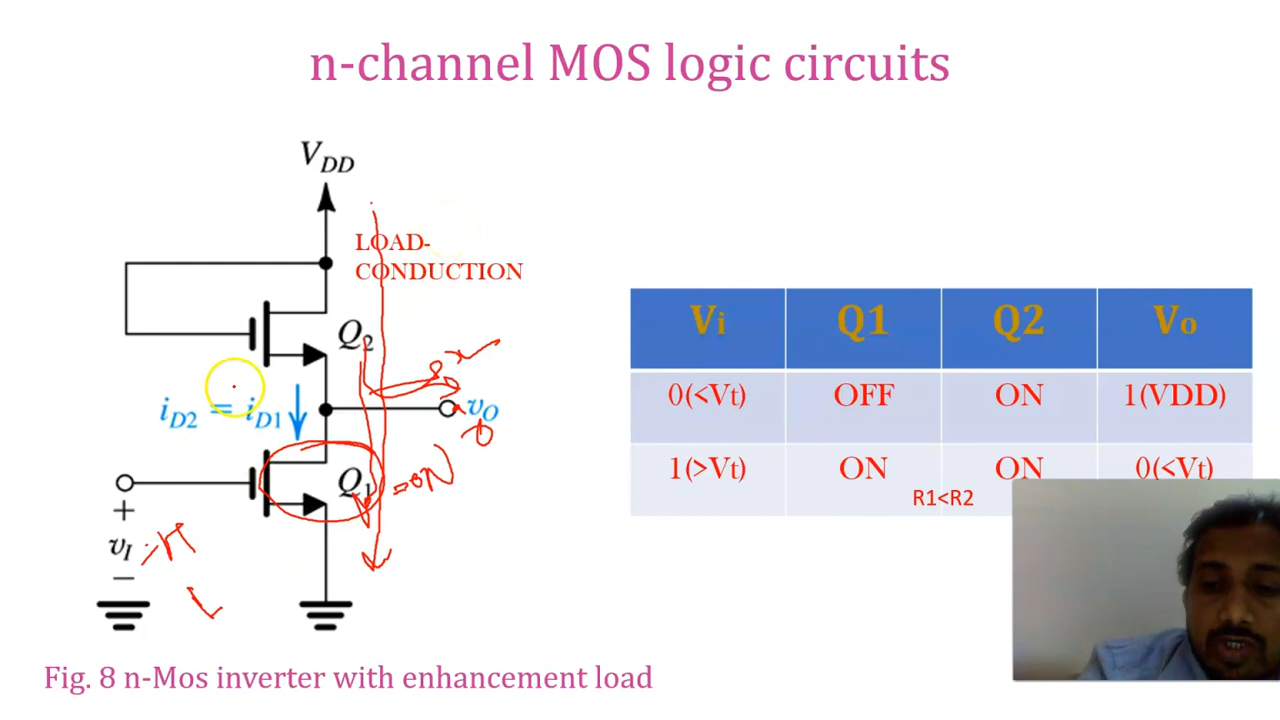 n-channel MOS logic circuits
VDD
LOAD-
CONDUCTION
Q2
iD2 = iD1
vO
Q1
=ON
+
vI
−
Vi Q1 Q2 Vo
0(<Vt) OFF ON 1(VDD)
1(>Vt) ON ON 0(<Vt)
R1<R2
Fig. 8 n-Mos inverter with enhancement load